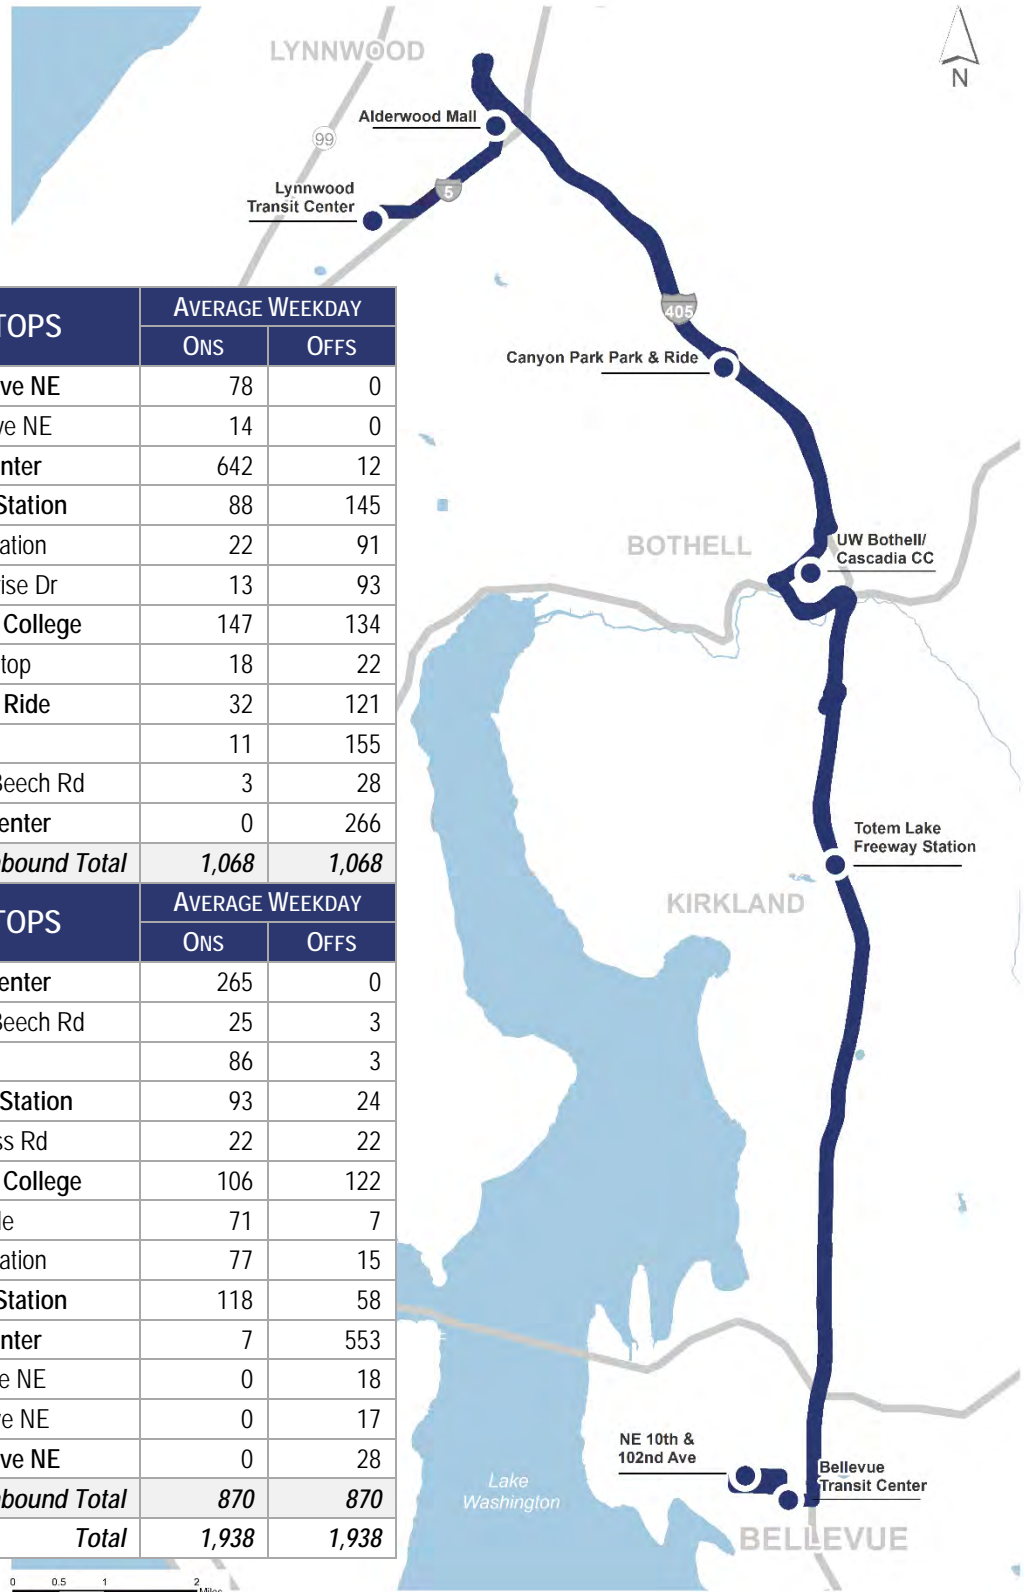 LYNNWOOD
N
Alderwood Mall
99
5
Lynnwood
Transit Center
405
Canyon Park Park & Ride
TOPS AVERAGE WEEKDAY
ONS OFFS
ve NE 78 0
ve NE 14 0
nter 642 12
Station 88 145
ation 22 91
ise Dr 13 93
College 147 134
top 18 22
Ride 32 121
11 155
Beech Rd 3 28
enter 0 266
bound Total 1,068 1,068
TOPS AVERAGE WEEKDAY
ONS OFFS
enter 265 0
Beech Rd 25 3
86 3
Station 93 24
ss Rd 22 22
College 106 122
le 71 7
ation 77 15
Station 118 58
nter 7 553
e NE 0 18
ve NE 0 17
ve NE 0 28
bound Total 870 870
Total 1,938 1,938
BOTHELL
UW Bothell/
Cascadia CC
Totem Lake
Freeway Station
KIRKLAND
NE 10th &
102nd Ave
Bellevue
Transit Center
Lake
Washington
BELLEVUE
0 0.5 1 2
Miles